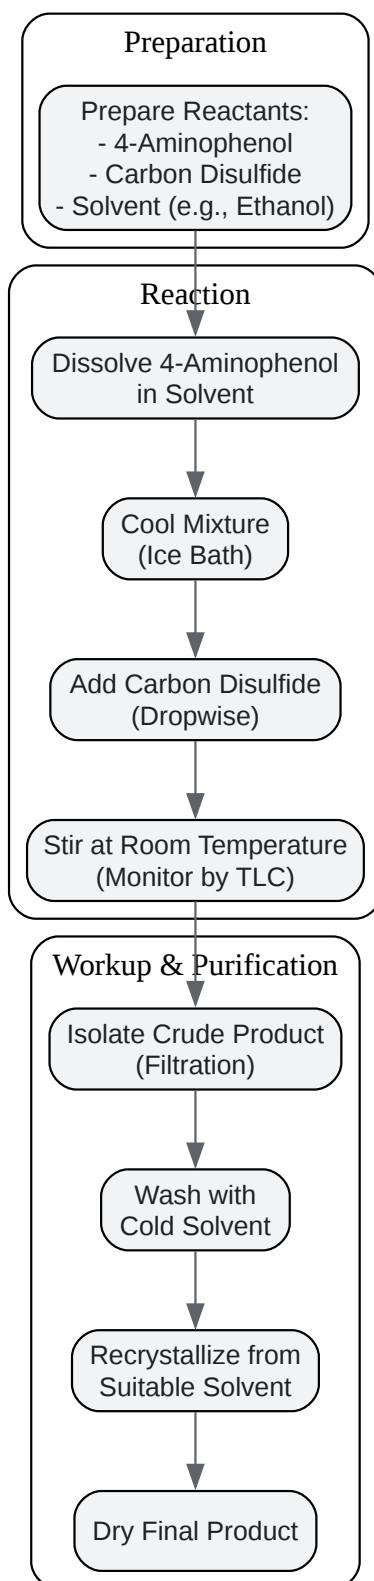 Preparation
Prepare Reactants:
- 4-Aminophenol
- Carbon Disulfide
- Solvent (e.g., Ethanol)
Reaction
Dissolve 4-Aminophenol
in Solvent
Cool Mixture
(Ice Bath)
Add Carbon Disulfide
(Dropwise)
Stir at Room Temperature
(Monitor by TLC)
Workup & Purification
Isolate Crude Product
(Filtration)
Wash with
Cold Solvent
Recrystallize from
Suitable Solvent
Dry Final Product